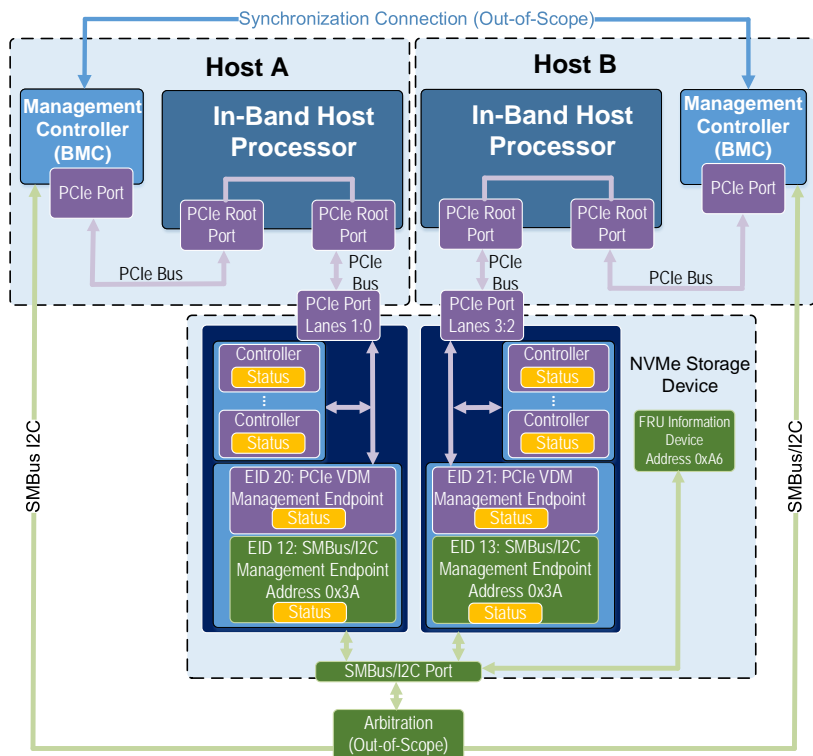 Synchronization Connection (Out-of-Scope)
Host A
Management
Controller
(BMC)
PCIe Port
In-Band Host
Processor
PCIe Root
Port
PCIe Root
Port
PCIe Bus
PCIe
Bus
Host B
In-Band Host
Processor
Management
Controller
(BMC)
PCIe Port
PCIe Root
Port
PCIe Root
Port
PCIe
Bus
PCIe Bus
PCIe Port
Lanes 1:0
PCIe Port
Lanes 3:2
Controller
Status
...
Controller
Status
EID 20: PCIe VDM
Management Endpoint
Status
EID 12: SMBus/I2C
Management Endpoint
Address 0x3A
Status
Controller
Status
...
Controller
Status
EID 21: PCIe VDM
Management Endpoint
Status
EID 13: SMBus/I2C
Management Endpoint
Address 0x3A
Status
NVMe Storage
Device
FRU Information
Device
Address 0xA6
SMBus I2C
SMBus/I2C
SMBus/I2C Port
Arbitration
(Out-of-Scope)